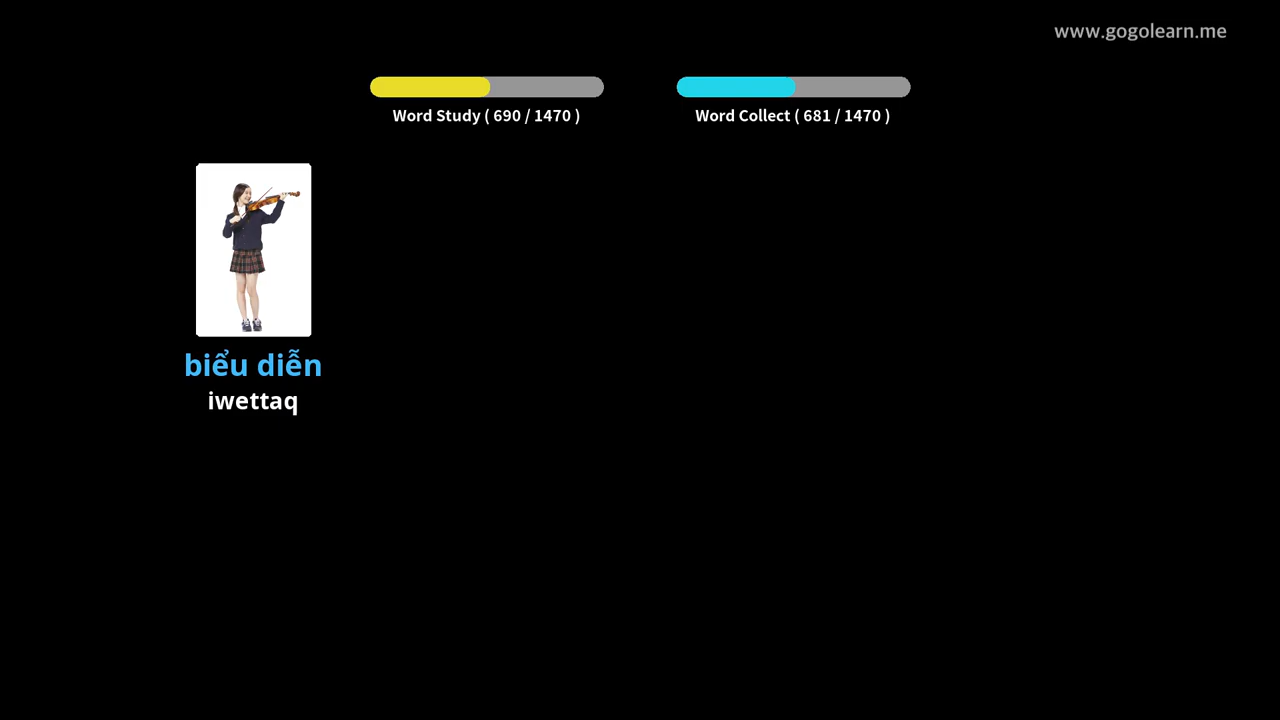 www.gogolearn.me
Word Study ( 690 / 1470 )
Word Collect ( 681 / 1470 )
biểu diễn
iwettaq